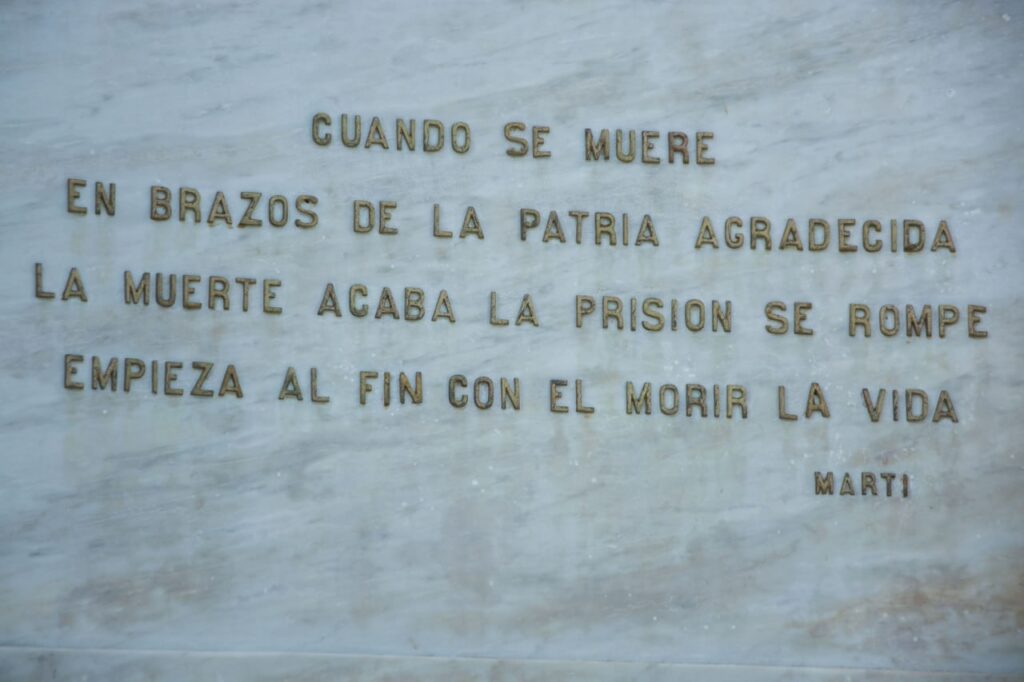 CUANDO SE MUERE
EN BRAZOS DE LA PATRIA AGRADECIDA
LA MUERTE ACABA LA PRISION SE ROMPE
EMPIEZA AL FIN CON EL MORIR LA VIDA
MARTI